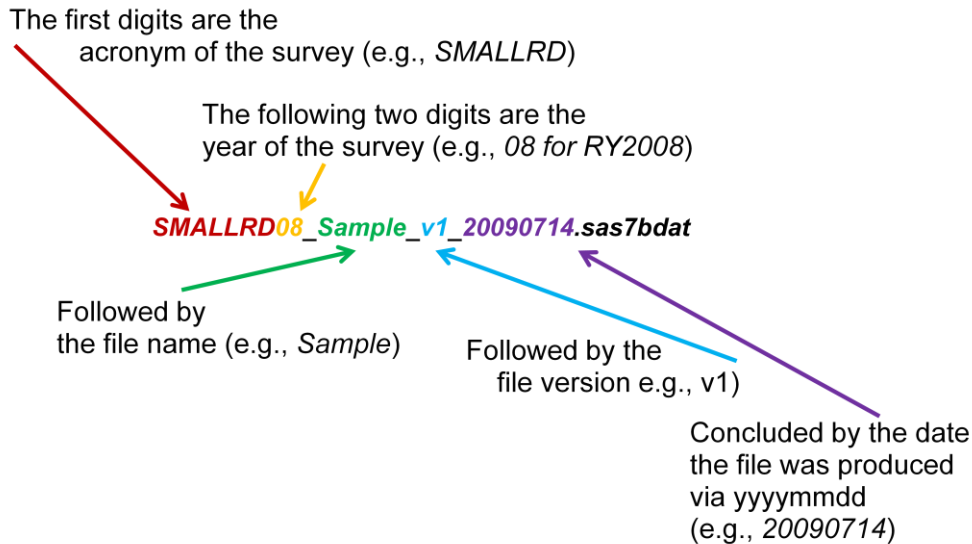 The first digits are the
acronym of the survey (e.g., SMALLRD)
The following two digits are the
year of the survey (e.g., 08 for RY2008)
SMALLRD08_Sample_v1_20090714.sas7bdat
Followed by
the file name (e.g., Sample)
Followed by the
file version e.g., v1)
Concluded by the date
the file was produced
via yyyymmdd
(e.g., 20090714)